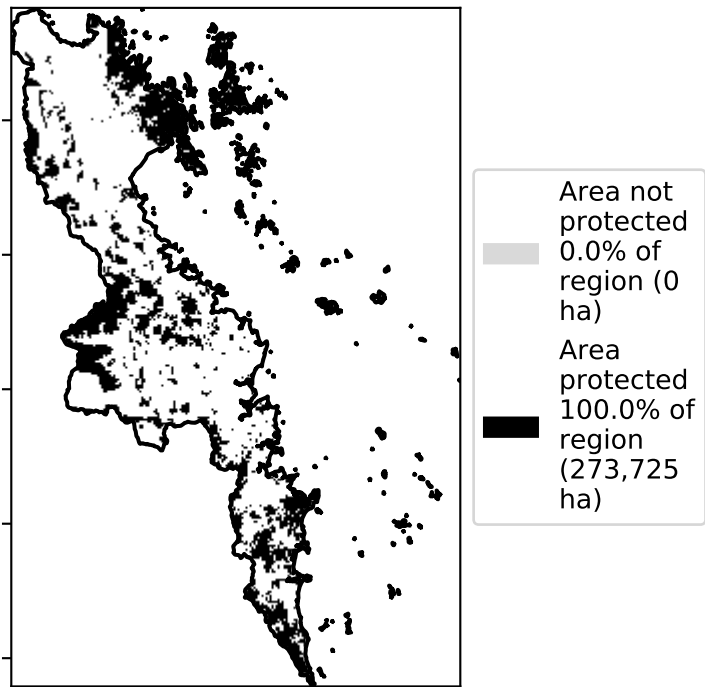 Area not
protected
0.0% of
region (0
ha)
Area
protected
100.0% of
region
(273,725
ha)